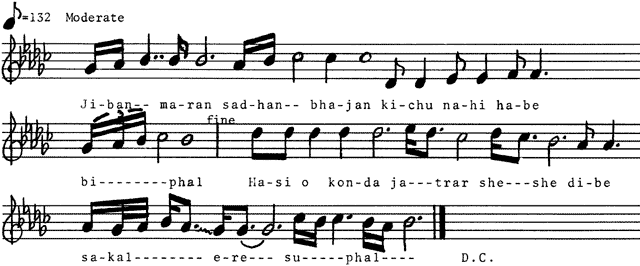 ♪=132 Moderate
Ji-ban-- ma-ran sad-han-- bha-jan ki-chu na-hi ha-be
fine
bi--------phal Ha-si o kon-da ja---trar she---she di-be
sa-kal-------- e-re--- su-----phal---- D.C.